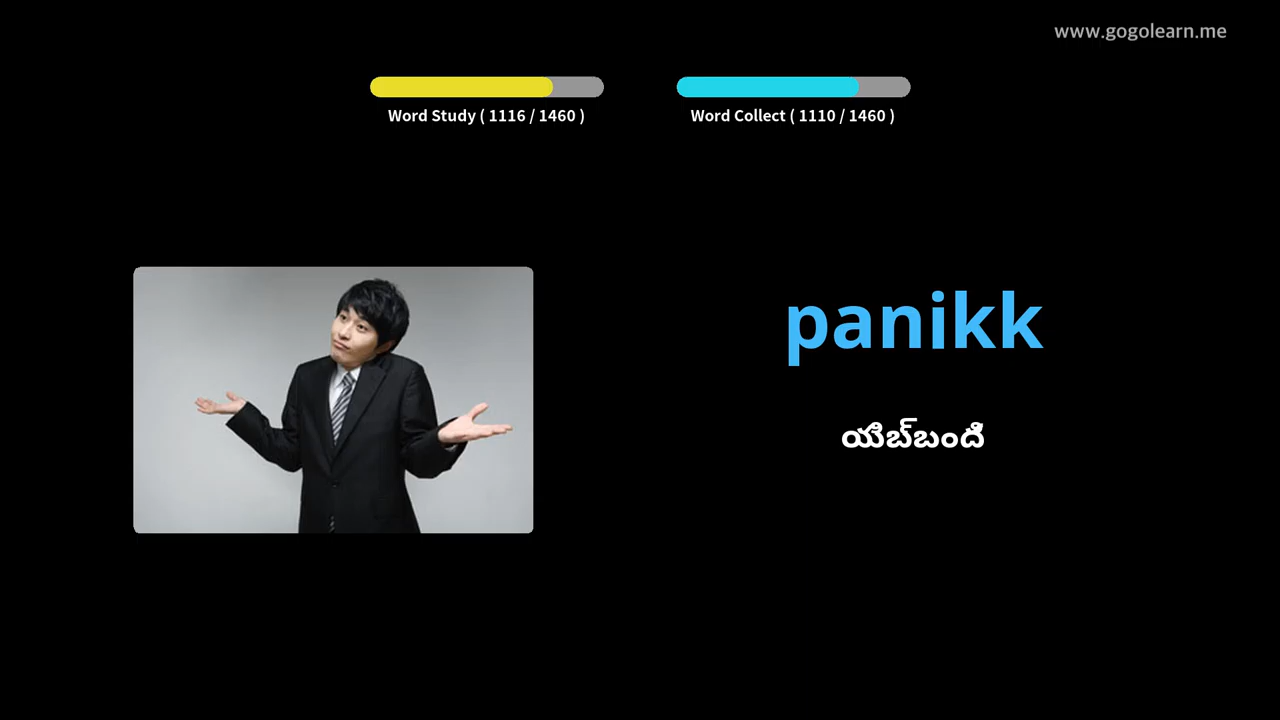 www.gogolearn.me
Word Study ( 1116 / 1460 )
Word Collect ( 1110 / 1460 )
panikk
యిబ్బంది